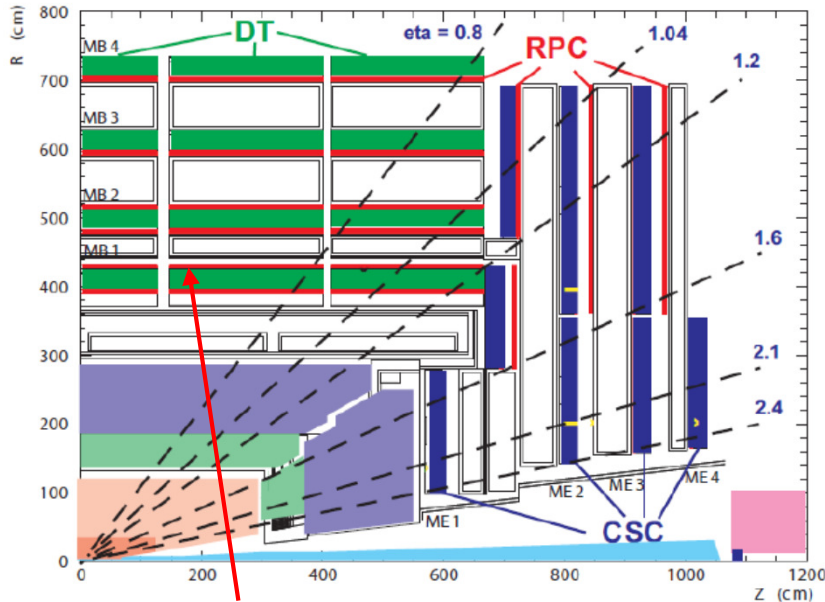 R (cm)
800
700
600
500
400
300
200
100
0
MB 4
MB 3
MB 2
MB 1
DT
eta = 0.8
RPC
1.04
1.2
1.6
2.1
2.4
ME 1
ME 2
ME 3
ME 4
CSC
0
200
400
600
800
1000
1200
Z (cm)